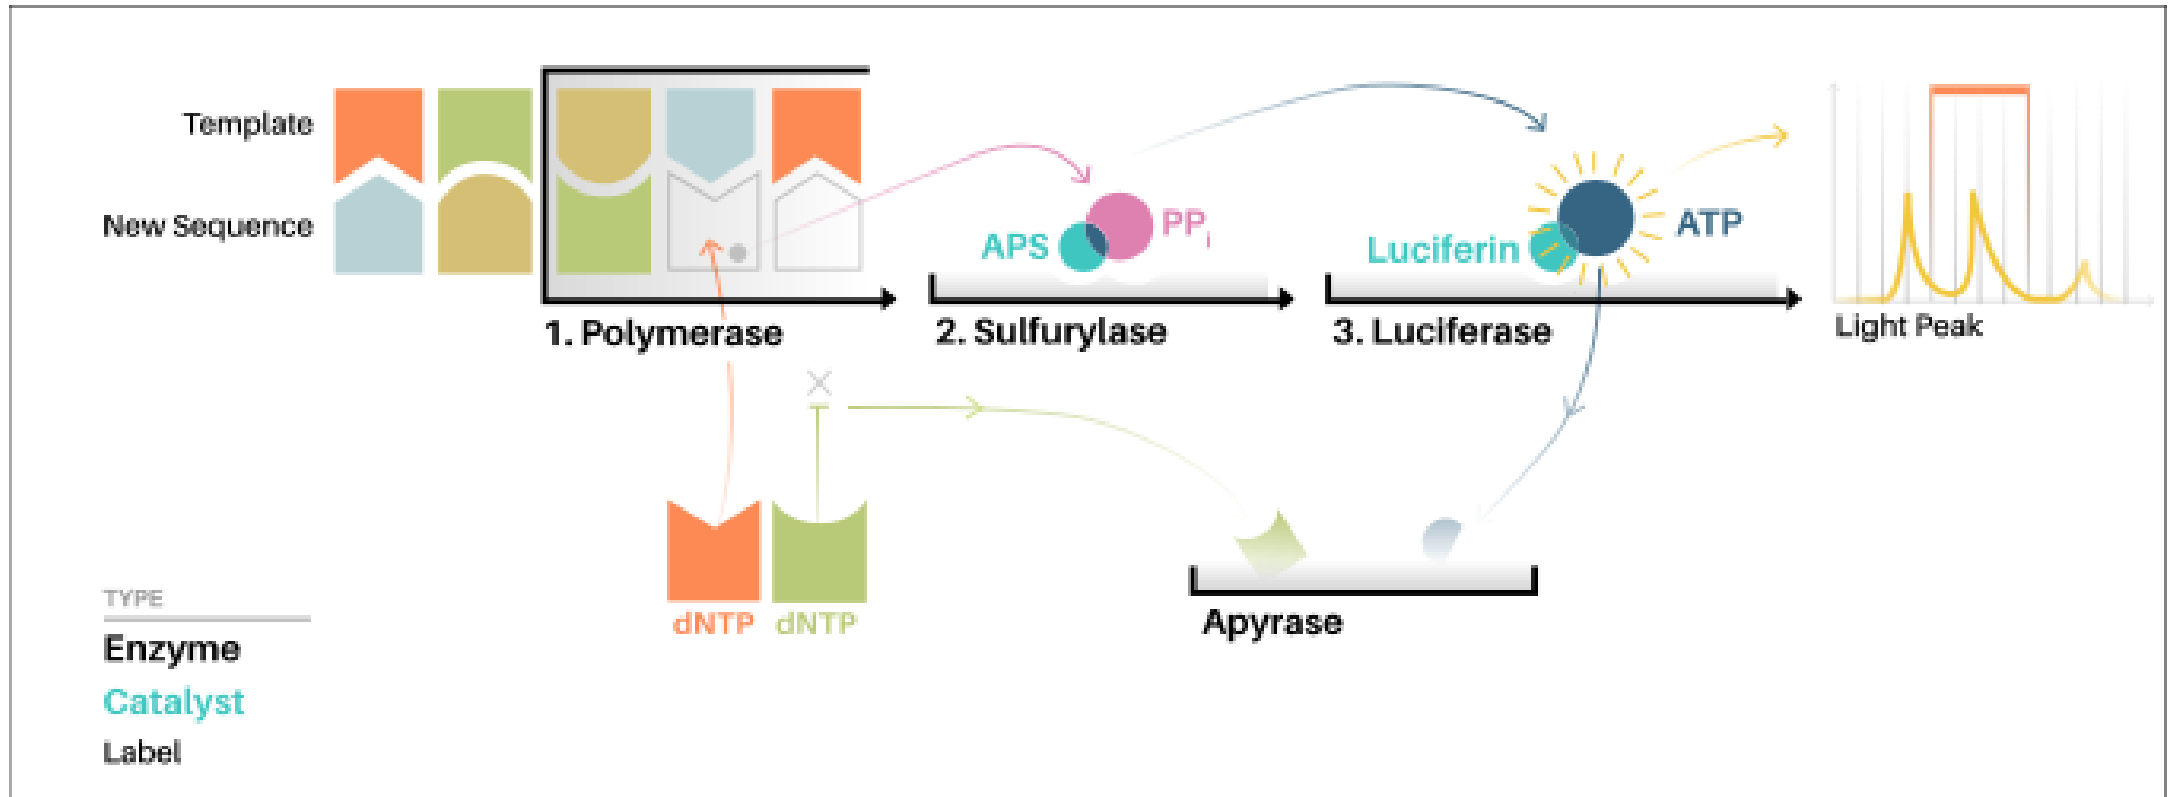 Template
New Sequence
APS
PPi
Luciferin
ATP
1. Polymerase
2. Sulfurylase
3. Luciferase
Light Peak
dNTP
dNTP
Apyrase
TYPE
Enzyme
Catalyst
Label